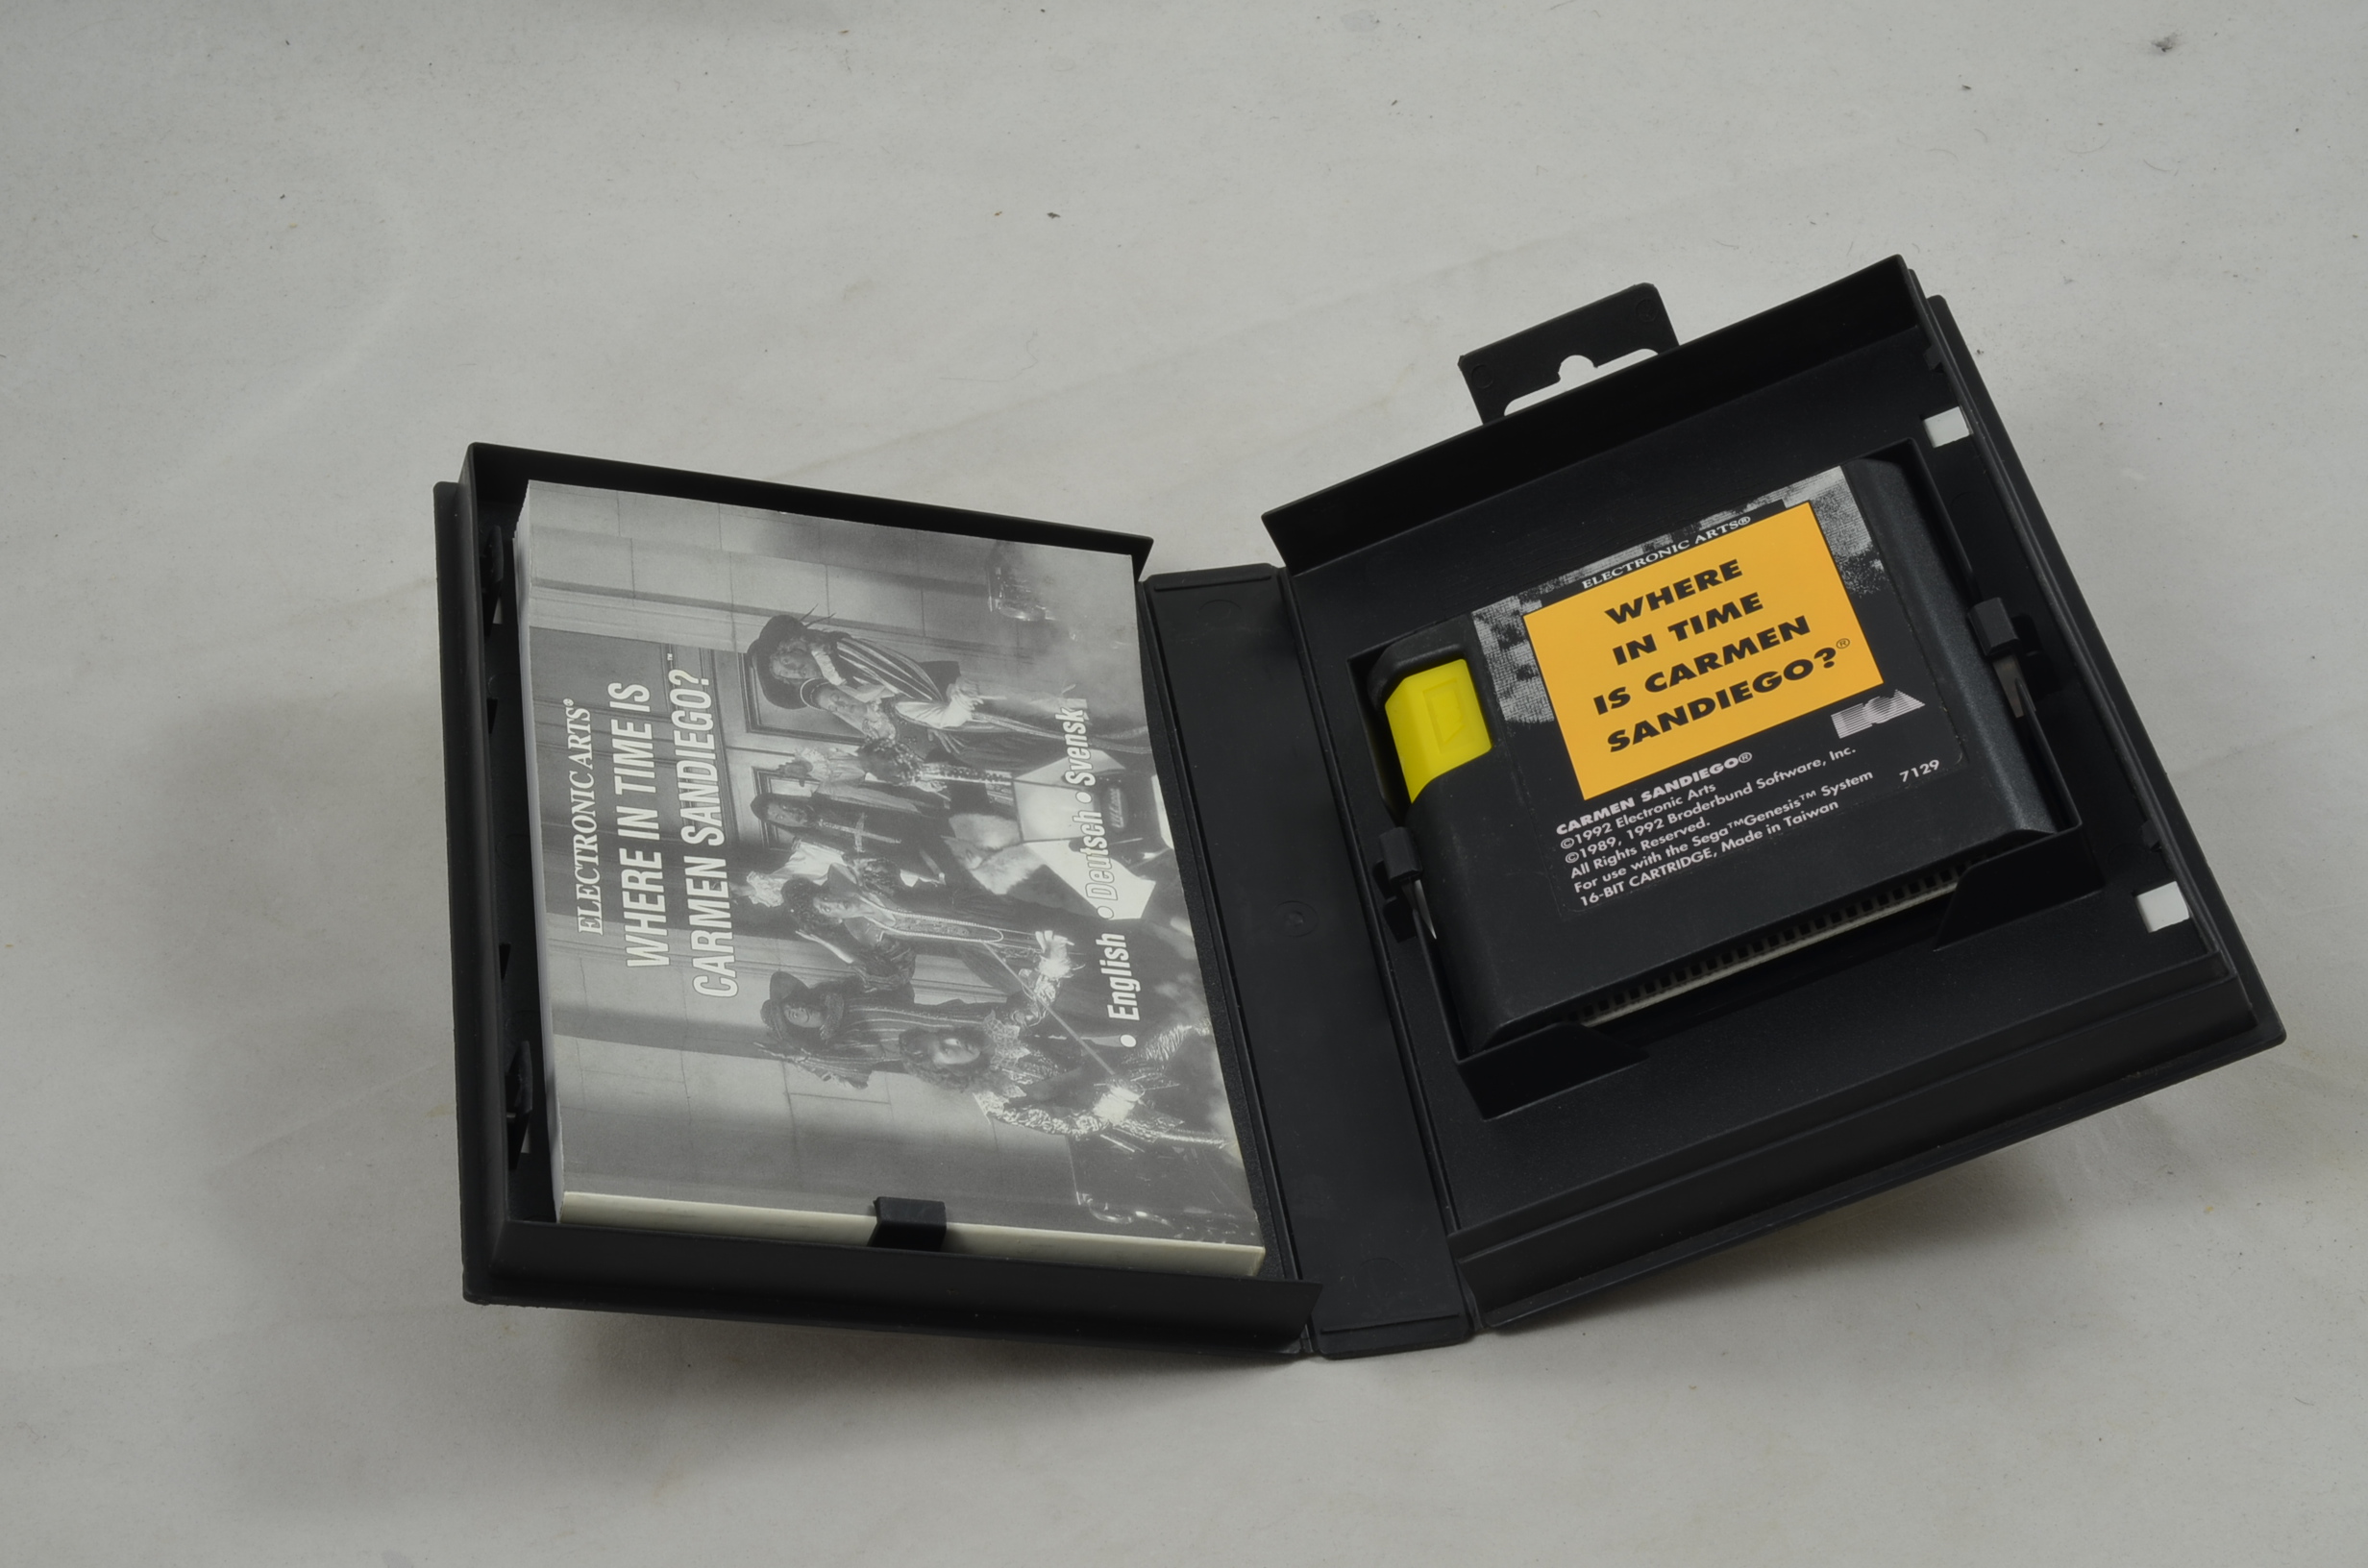 ELECTRONIC ARTS®
WHERE IN TIME IS
CARMEN SANDIEGO?™
• English • Deutsch • Svensk
ELECTRONIC ARTS®
WHERE
IN TIME
IS CARMEN
SANDIEGO?®
EA
CARMEN SANDIEGO®
©1992 Electronic Arts
©1989, 1992 Broderbund Software, Inc.
All Rights Reserved.
For use with the Sega™Genesis™ System
16-BIT CARTRIDGE, Made in Taiwan
7129